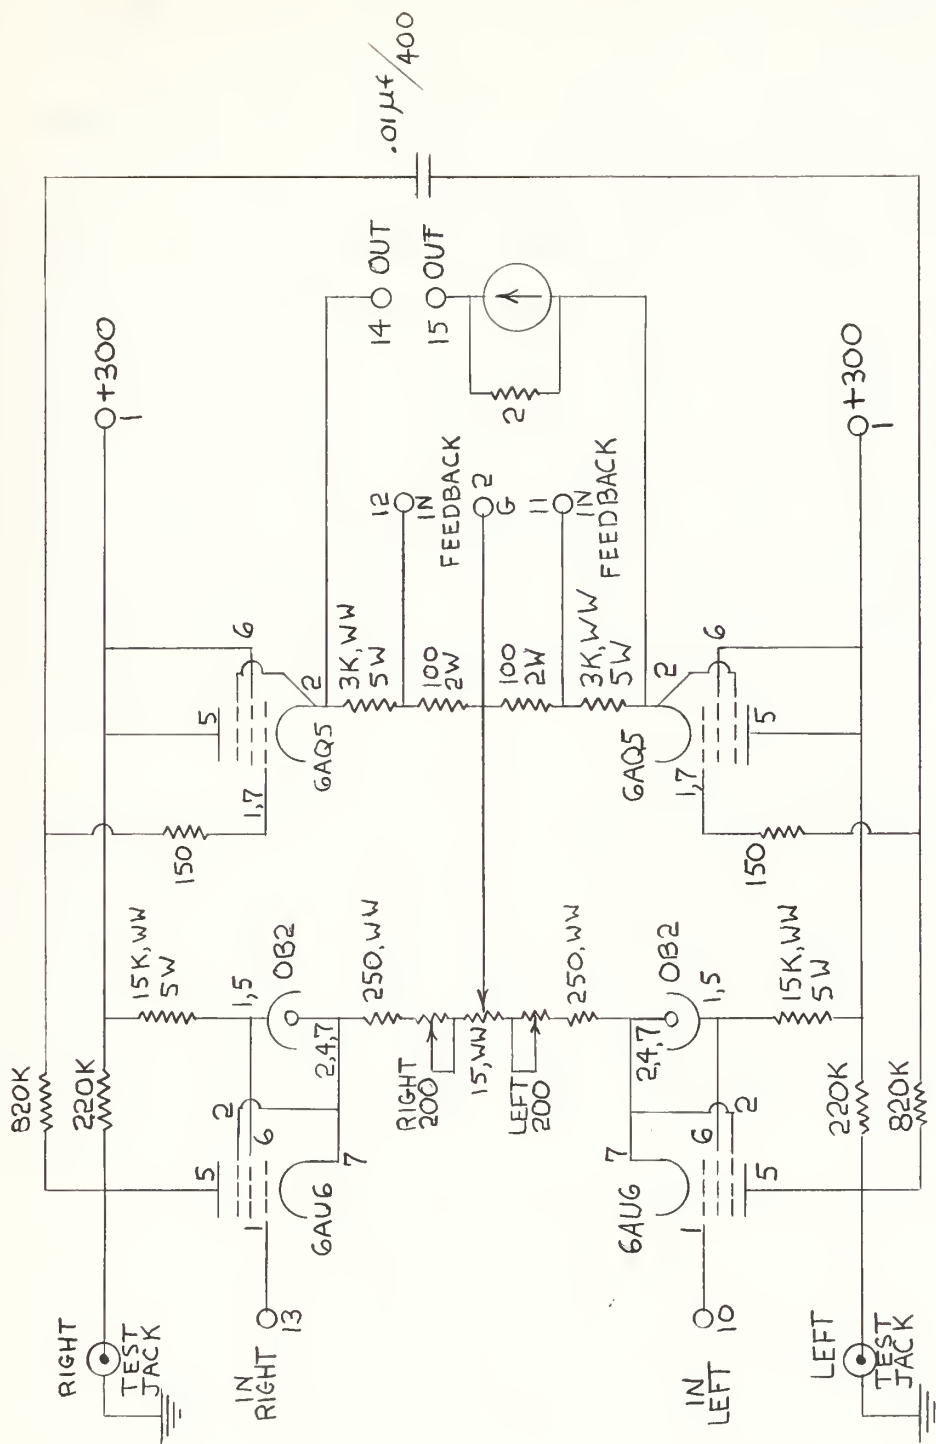 RIGHT
TEST
JACK
820K
220K
+300
1
15K,WW
5W
150
5
6
1,7
2
6AQ5
IN
RIGHT
13
5
2
6
1
7
6AU6
1,5
OB2
2,4,7
250,WW
RIGHT
200
15,WW
LEFT
200
250,WW
3K,WW
5W
100
2W
100
2W
3K,WW
5W
12
IN
FEEDBACK
2
G
11
IN
FEEDBACK
14
OUT
15
OUT
2
.01µf/400
IN
LEFT
10
6AU6
7
1
6
2
5
2,4,7
OB2
1,5
15K,WW
5W
6AQ5
2
1,7
6
5
150
LEFT
TEST
JACK
220K
820K
+300
1